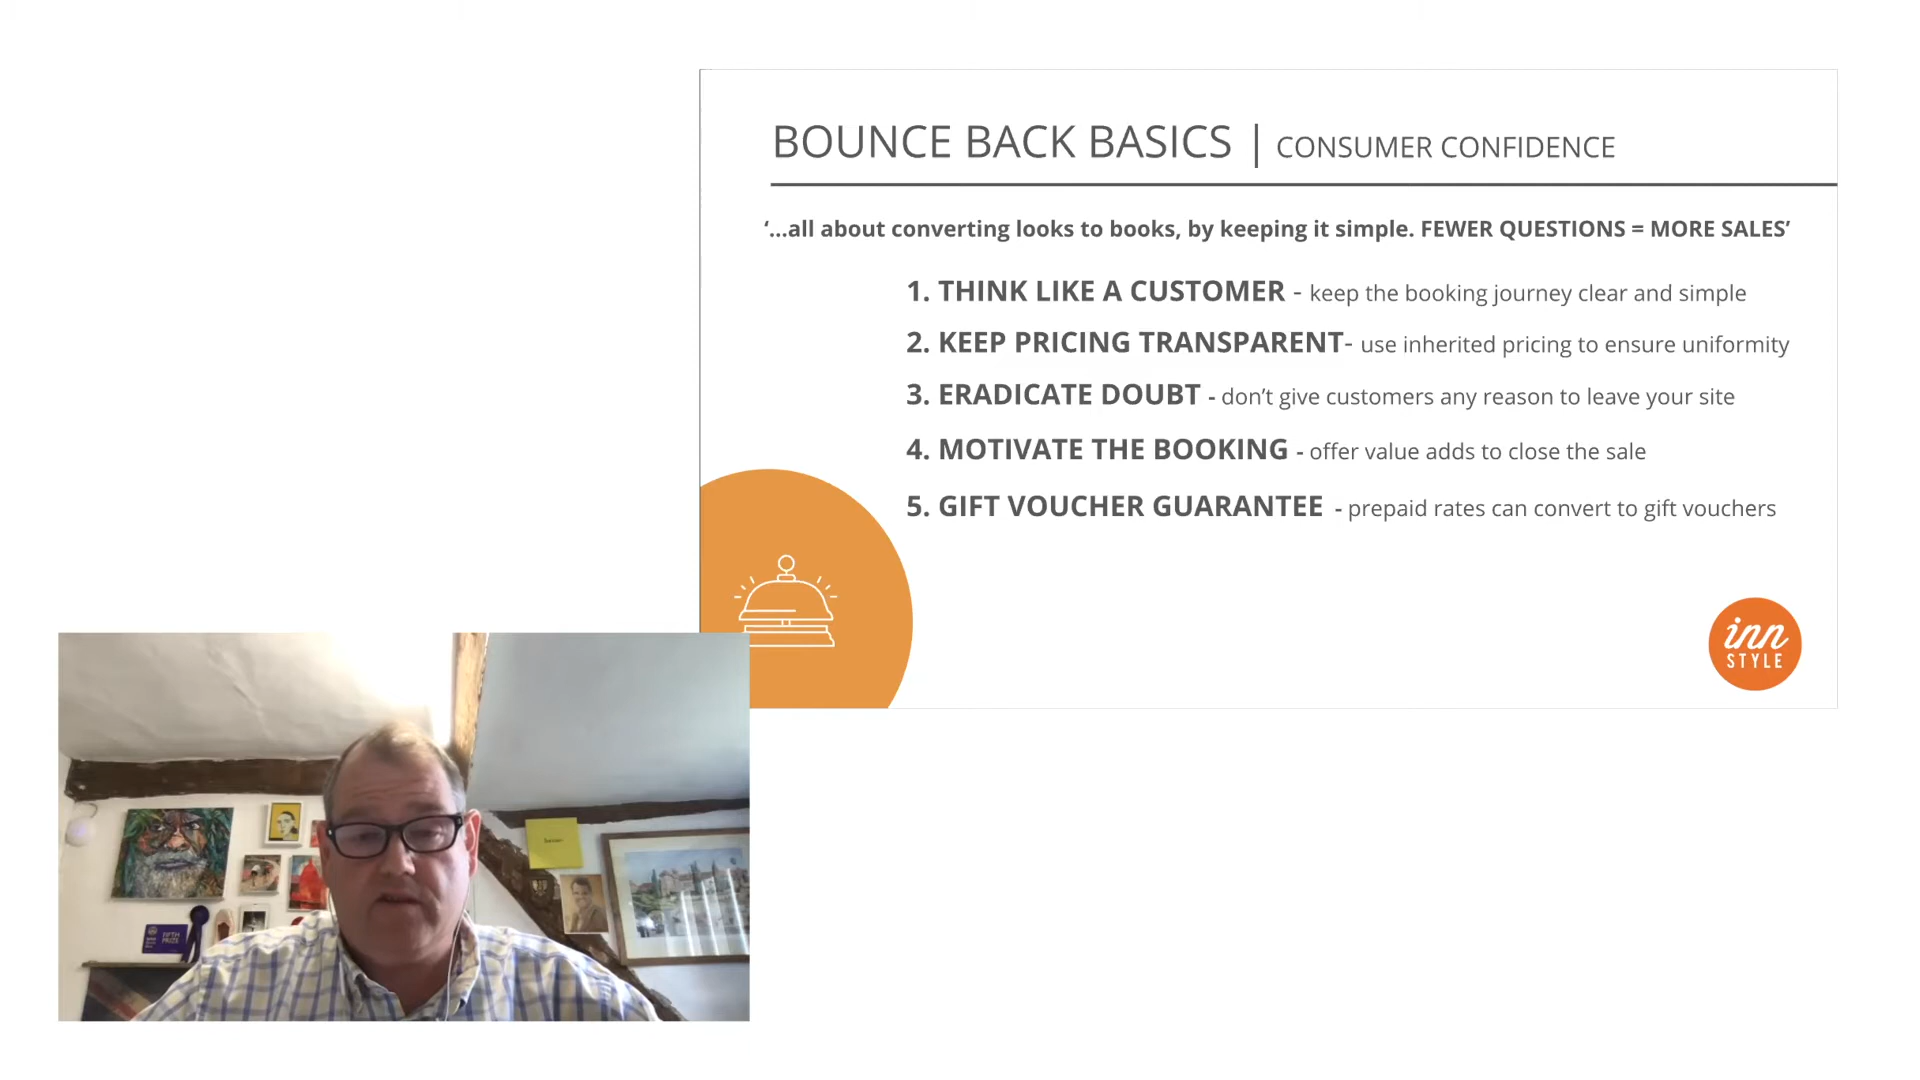 BOUNCE BACK BASICS | CONSUMER CONFIDENCE
‘...all about converting looks to books, by keeping it simple. FEWER QUESTIONS = MORE SALES’
1. THINK LIKE A CUSTOMER - keep the booking journey clear and simple
2. KEEP PRICING TRANSPARENT- use inherited pricing to ensure uniformity
3. ERADICATE DOUBT - don’t give customers any reason to leave your site
4. MOTIVATE THE BOOKING - offer value adds to close the sale
5. GIFT VOUCHER GUARANTEE - prepaid rates can convert to gift vouchers
inn
STYLE
FIFTH
PRIZE